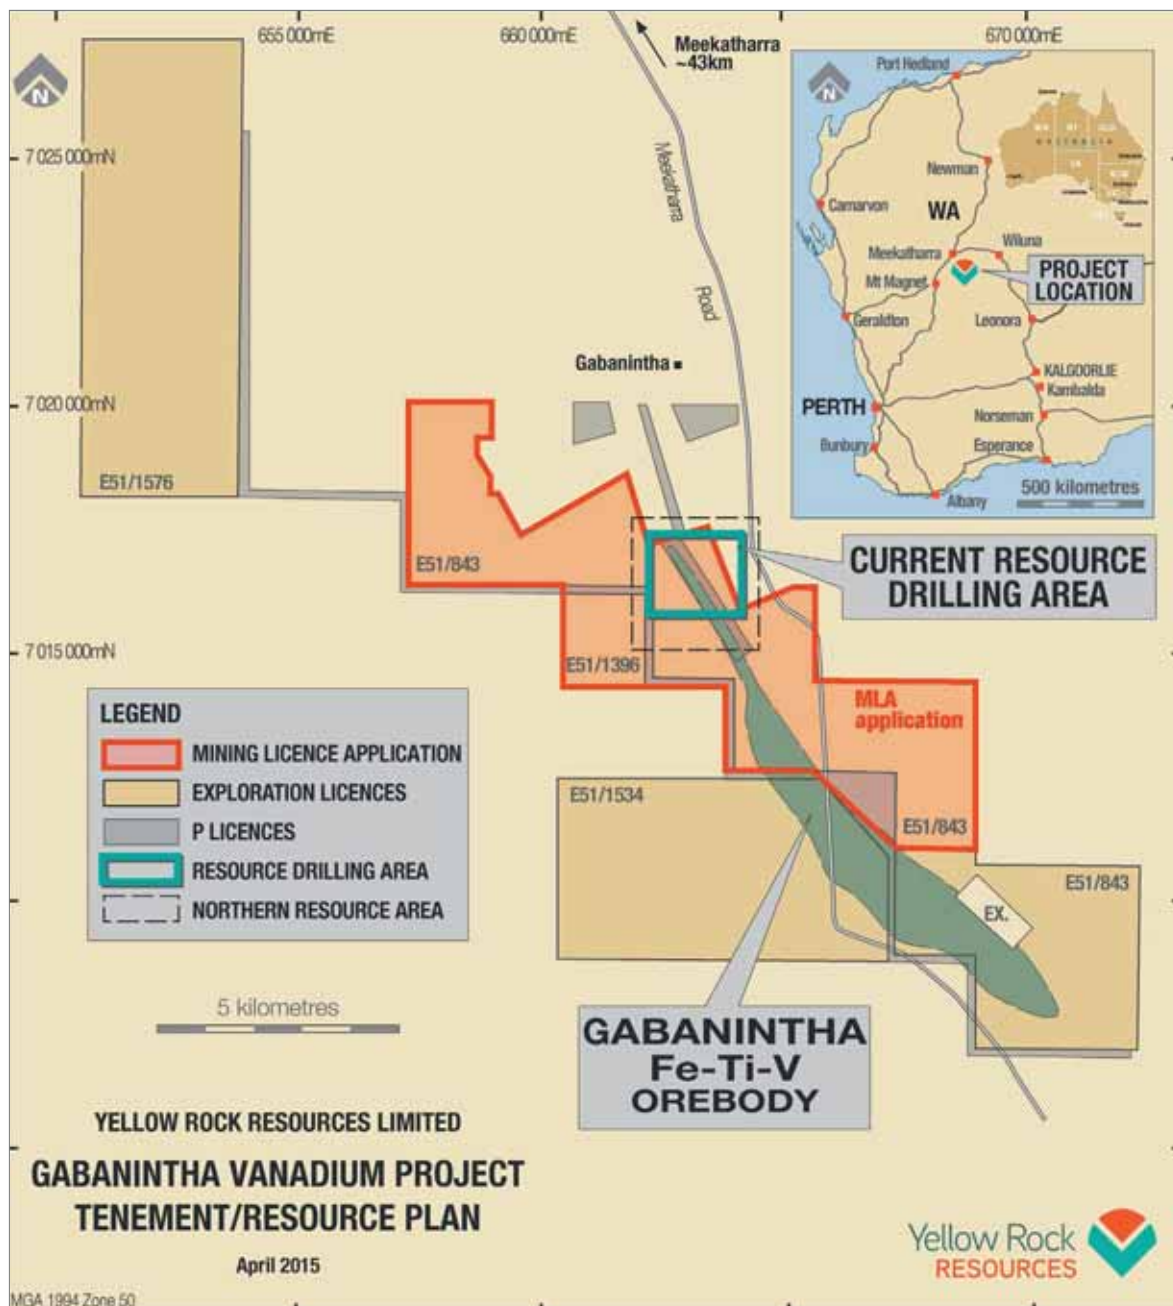 655 000mE
660 000mE
670 000mE
Meekatharra
~43km
N
N
Port Hedland
7 025 000mN
Meekatharra
Road
Newman
Carnarvon
WA
Meekatharra
Wiluna
Mt Magnet
PROJECT
LOCATION
Geraldton
Leonora
Gabanintha
KALGOORLIE
Kambalda
7 020 000mN
PERTH
Norseman
Bunbury
Esperance
E51/1576
500 kilometres
Albany
E51/843
CURRENT RESOURCE
DRILLING AREA
7 015 000mN
E51/1396
MLA
application
LEGEND
MINING LICENCE APPLICATION
EXPLORATION LICENCES
P LICENCES
RESOURCE DRILLING AREA
NORTHERN RESOURCE AREA
E51/1534
E51/843
E51/843
EX.
5 kilometres
GABANINTHA
Fe-Ti-V
OREBODY
YELLOW ROCK RESOURCES LIMITED
GABANINTHA VANADIUM PROJECT
TENEMENT/RESOURCE PLAN
April 2015
Yellow Rock
RESOURCES
MGA 1994 Zone 50